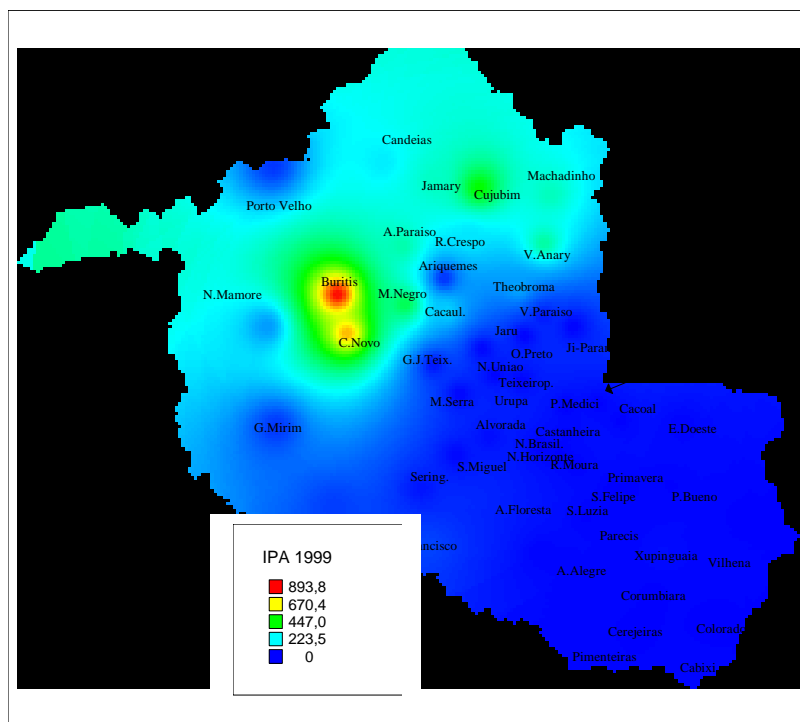 Candeias
Machadinho
Jamary
Cujubim
Porto Velho
A.Paraiso
R.Crespo
V.Anary
Ariquemes
Buritis
Theobroma
N.Mamore
M.Negro
Cacaul.
V.Paraiso
Jaru
C.Novo
Ji-Paran
O.Preto
G.J.Teix.
N.Uniao
Teixeirop.
M.Serra
Urupa
P.Medici
Cacoal
G.Mirim
Alvorada
Castanheira
E.Doeste
N.Brasil.
N.Horizonte
S.Miguel
R.Moura
Sering.
Primavera
S.Felipe
P.Bueno
A.Floresta
S.Luzia
Parecis
ancisco
Xupinguaia
Vilhena
A.Alegre
Corumbiara
Cerejeiras
Colorado
Pimenteiras
Cabixi
IPA 1999
893,8
670,4
447,0
223,5
0